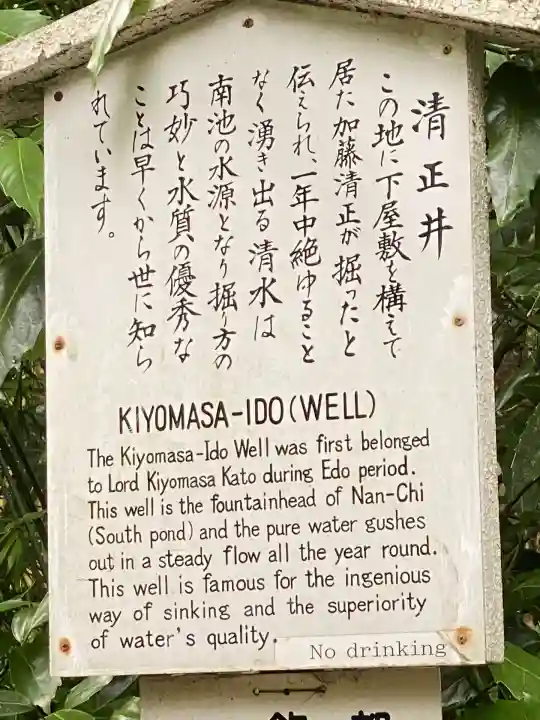 清正井
この地に下屋敷を構えて
居た加藤清正が掘ったと
伝えられ、一年中絶ゆること
なく湧き出る清水は
南池の水源となり掘り方の
巧妙と水質の優秀な
ことは早くから世に知ら
れています。
KIYOMASA-IDO(WELL)
The Kiyomasa-Ido Well was first belonged
to Lord Kiyomasa Kato during Edo period.
This well is the fountainhead of Nan-Chi
(South pond) and the pure water gushes
out in a steady flow all the year round.
This well is famous for the ingenious
way of sinking and the superiority
of water's quality.
No drinking